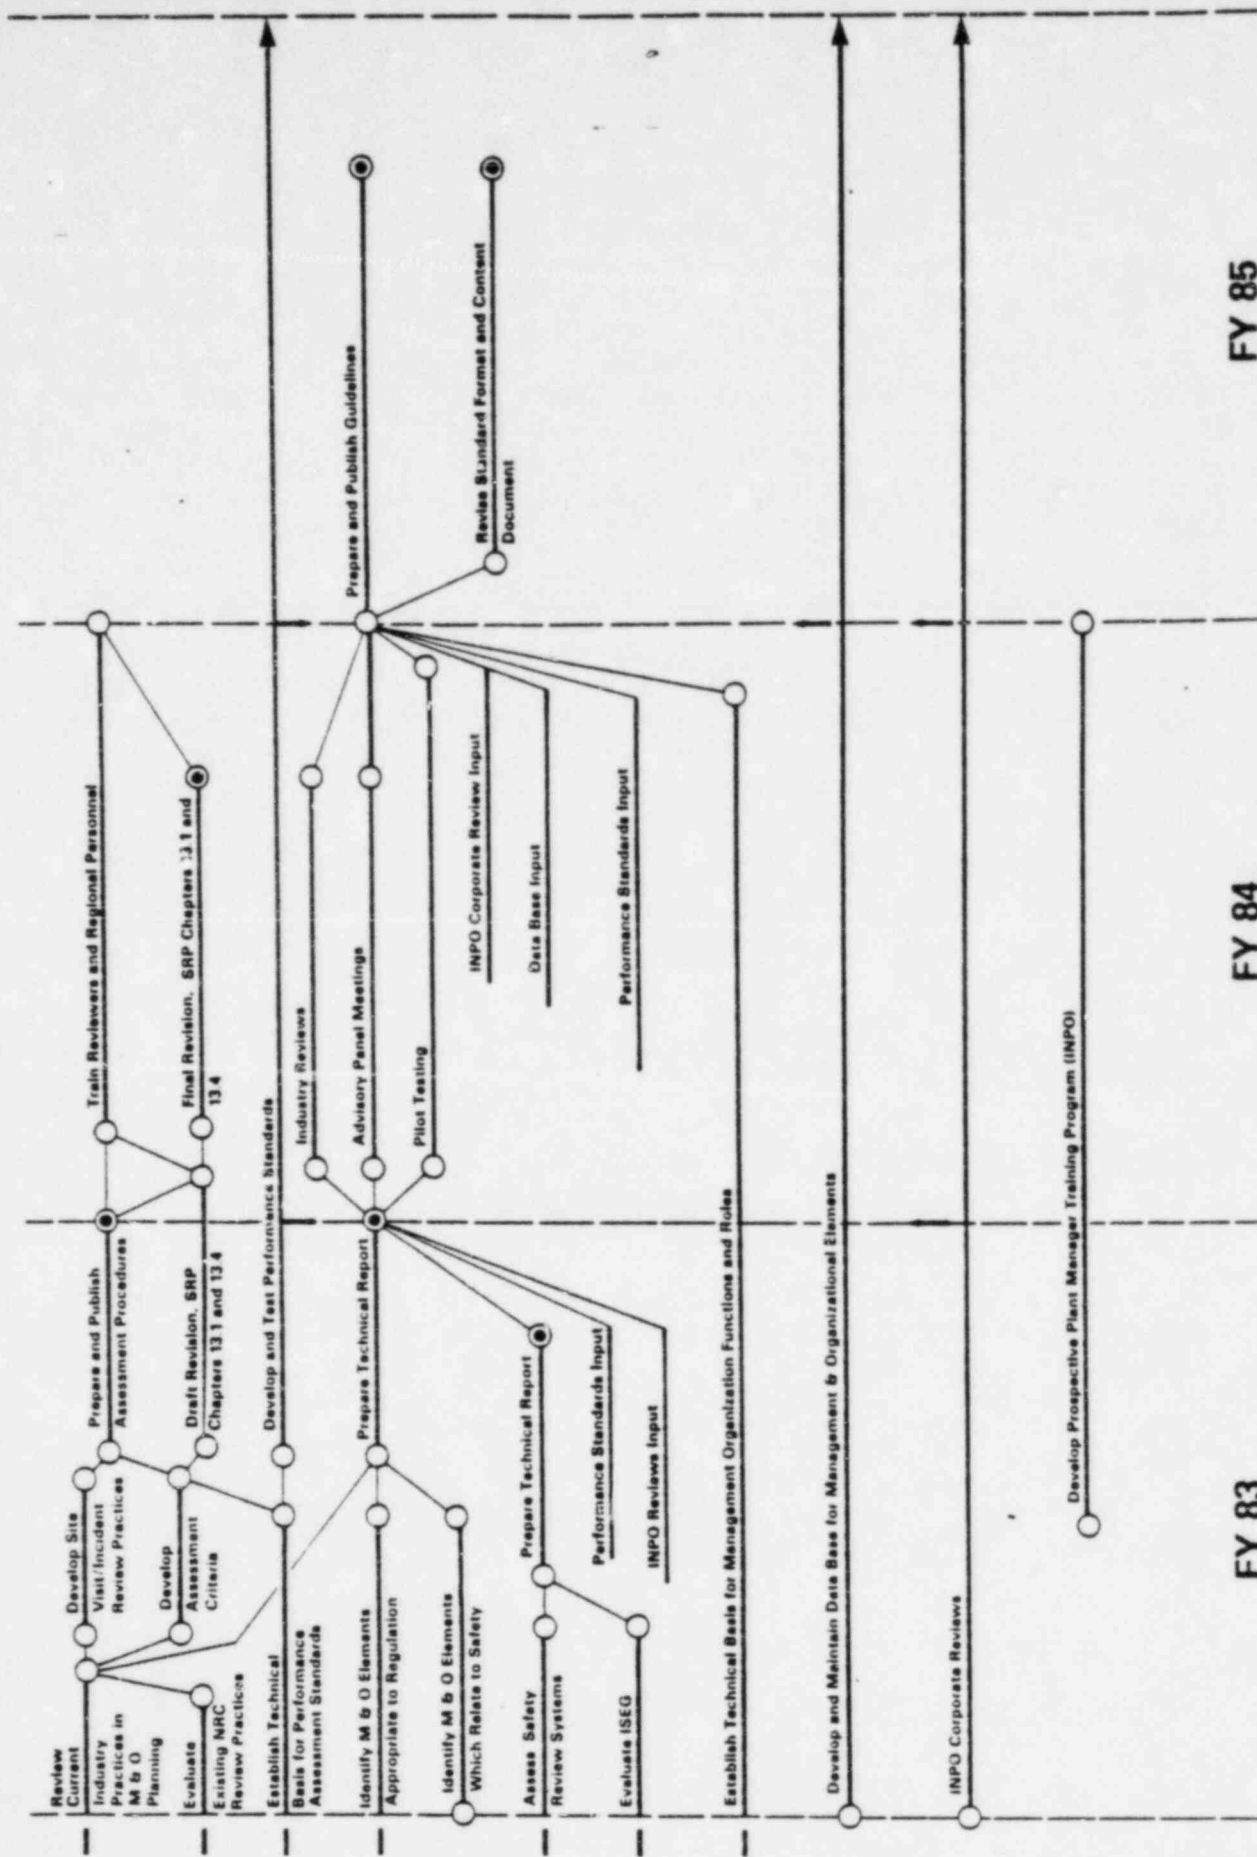 Review
Current
Industry
Practices in
M & O
Planning
Develop Site
Visit/Incident
Review Practices
Prepare and Publish
Assessment Procedures
Train Reviewers and Regional Personnel
Evaluate
Existing NRC
Review Practices
Develop
Assessment
Criteria
Draft Revision, SRP
Chapters 13.1 and 13.4
Final Revision, SRP Chapters 13.1 and
13.4
Establish Technical
Basis for Performance
Assessment Standards
Develop and Test Performance Standards
Identify M & O Elements
Appropriate to Regulation
Prepare Technical Report
Industry Reviews
Advisory Panel Meetings
Pilot Testing
Prepare and Publish Guidelines
Revise Standard Format and Content
Document
Identify M & O Elements
Which Relate to Safety
INPO Corporate Review Input
Data Base Input
Performance Standards Input
Assess Safety
Review Systems
Prepare Technical Report
Evaluate ISEG
Performance Standards Input
INPO Reviews Input
Establish Technical Basis for Management Organization Functions and Roles
Develop and Maintain Data Base for Management & Organizational Elements
INPO Corporate Reviews
Develop Prospective Plant Manager Training Program (INPO)
FY 83
FY 84
FY 85